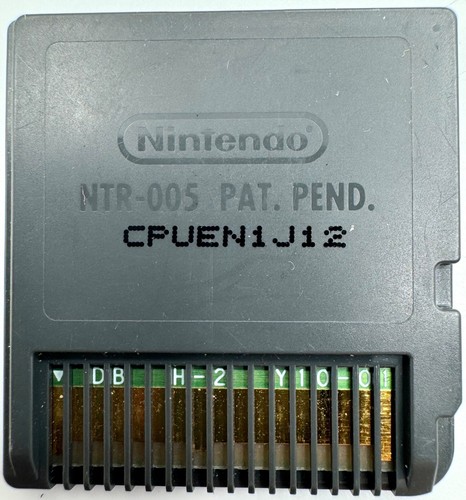 Nintendo®
NTR-005 PAT. PEND.
CPUEN1J12
▼ DB H-2 Y10-01